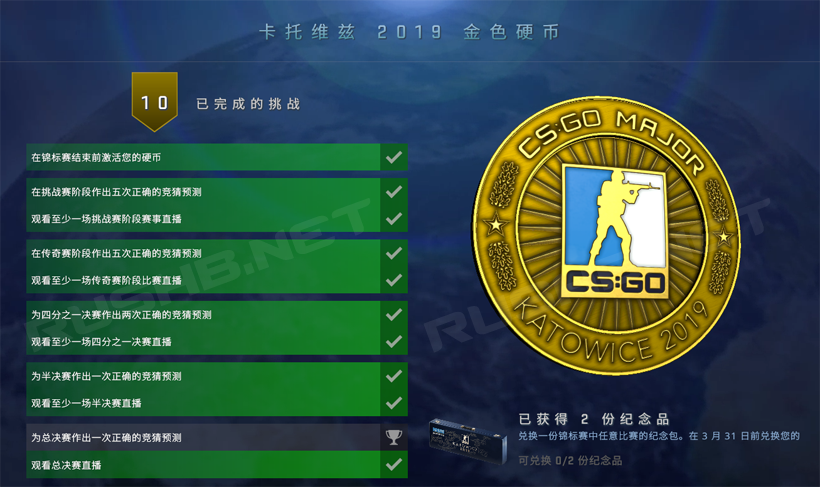 卡托维兹 2019 金色硬币
10
已完成的挑战
在锦标赛结束前激活您的硬币
在挑战赛阶段作出五次正确的竞猜预测
观看至少一场挑战赛阶段赛事直播
在传奇赛阶段作出五次正确的竞猜预测
观看至少一场传奇赛阶段比赛直播
为四分之一决赛作出两次正确的竞猜预测
观看至少一场四分之一决赛直播
为半决赛作出一次正确的竞猜预测
观看至少一场半决赛直播
为总决赛作出一次正确的竞猜预测
观看总决赛直播
CS:GO MAJOR
CS:GO
KATOWICE 2019
已获得 2 份纪念品
兑换一份锦标赛中任意比赛的纪念包。在 3 月 31 日前兑换您的
可兑换 0/2 份纪念品